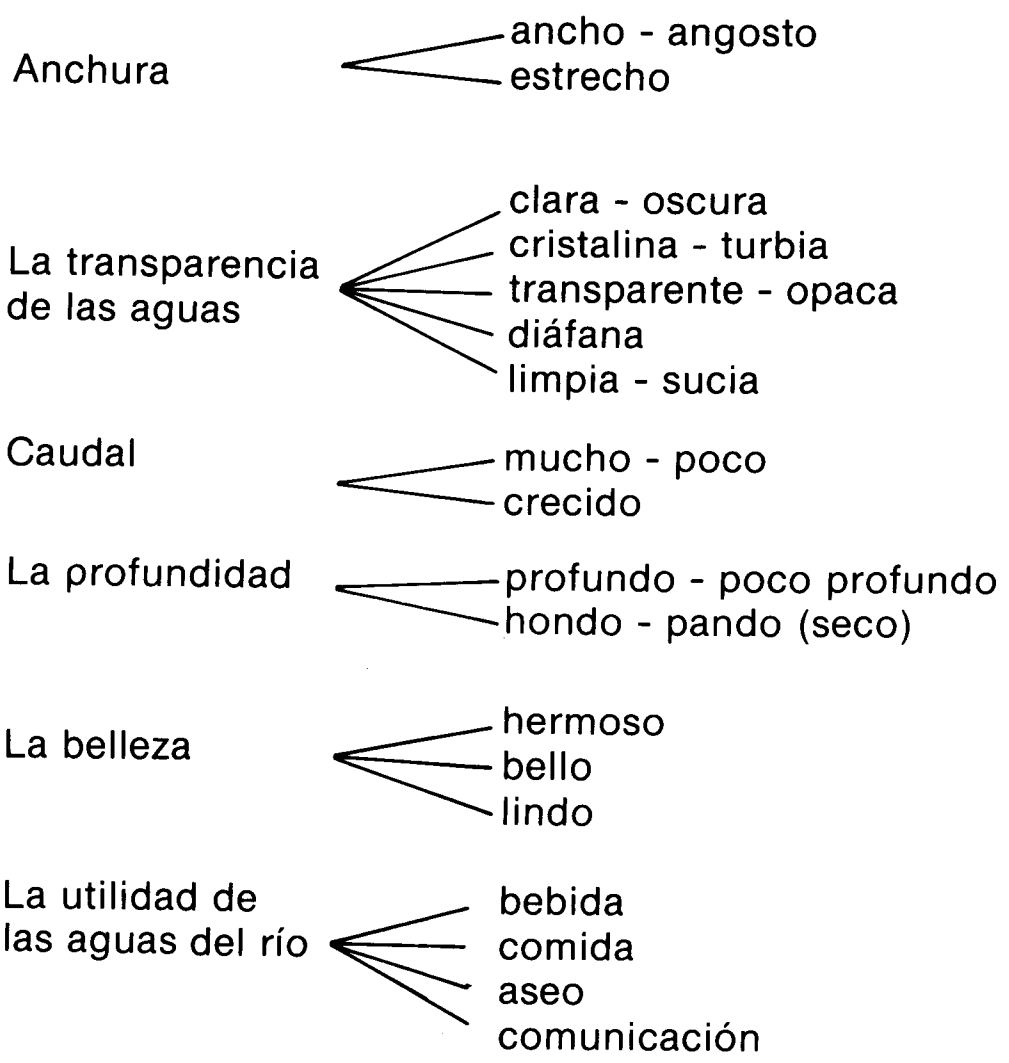 Anchura
ancho - angosto
estrecho
La transparencia
de las aguas
clara - oscura
cristalina - turbia
transparente - opaca
diáfana
limpia - sucia
Caudal
mucho - poco
crecido
La profundidad
profundo - poco profundo
hondo - pando (seco)
La belleza
hermoso
bello
lindo
La utilidad de
las aguas del río
bebida
comida
aseo
comunicación